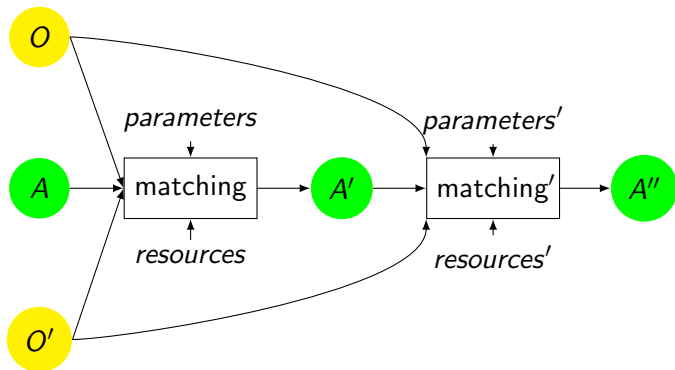 O
parameters
parameters′
A
matching
A′
matching′
A′′
resources
resources′
O′